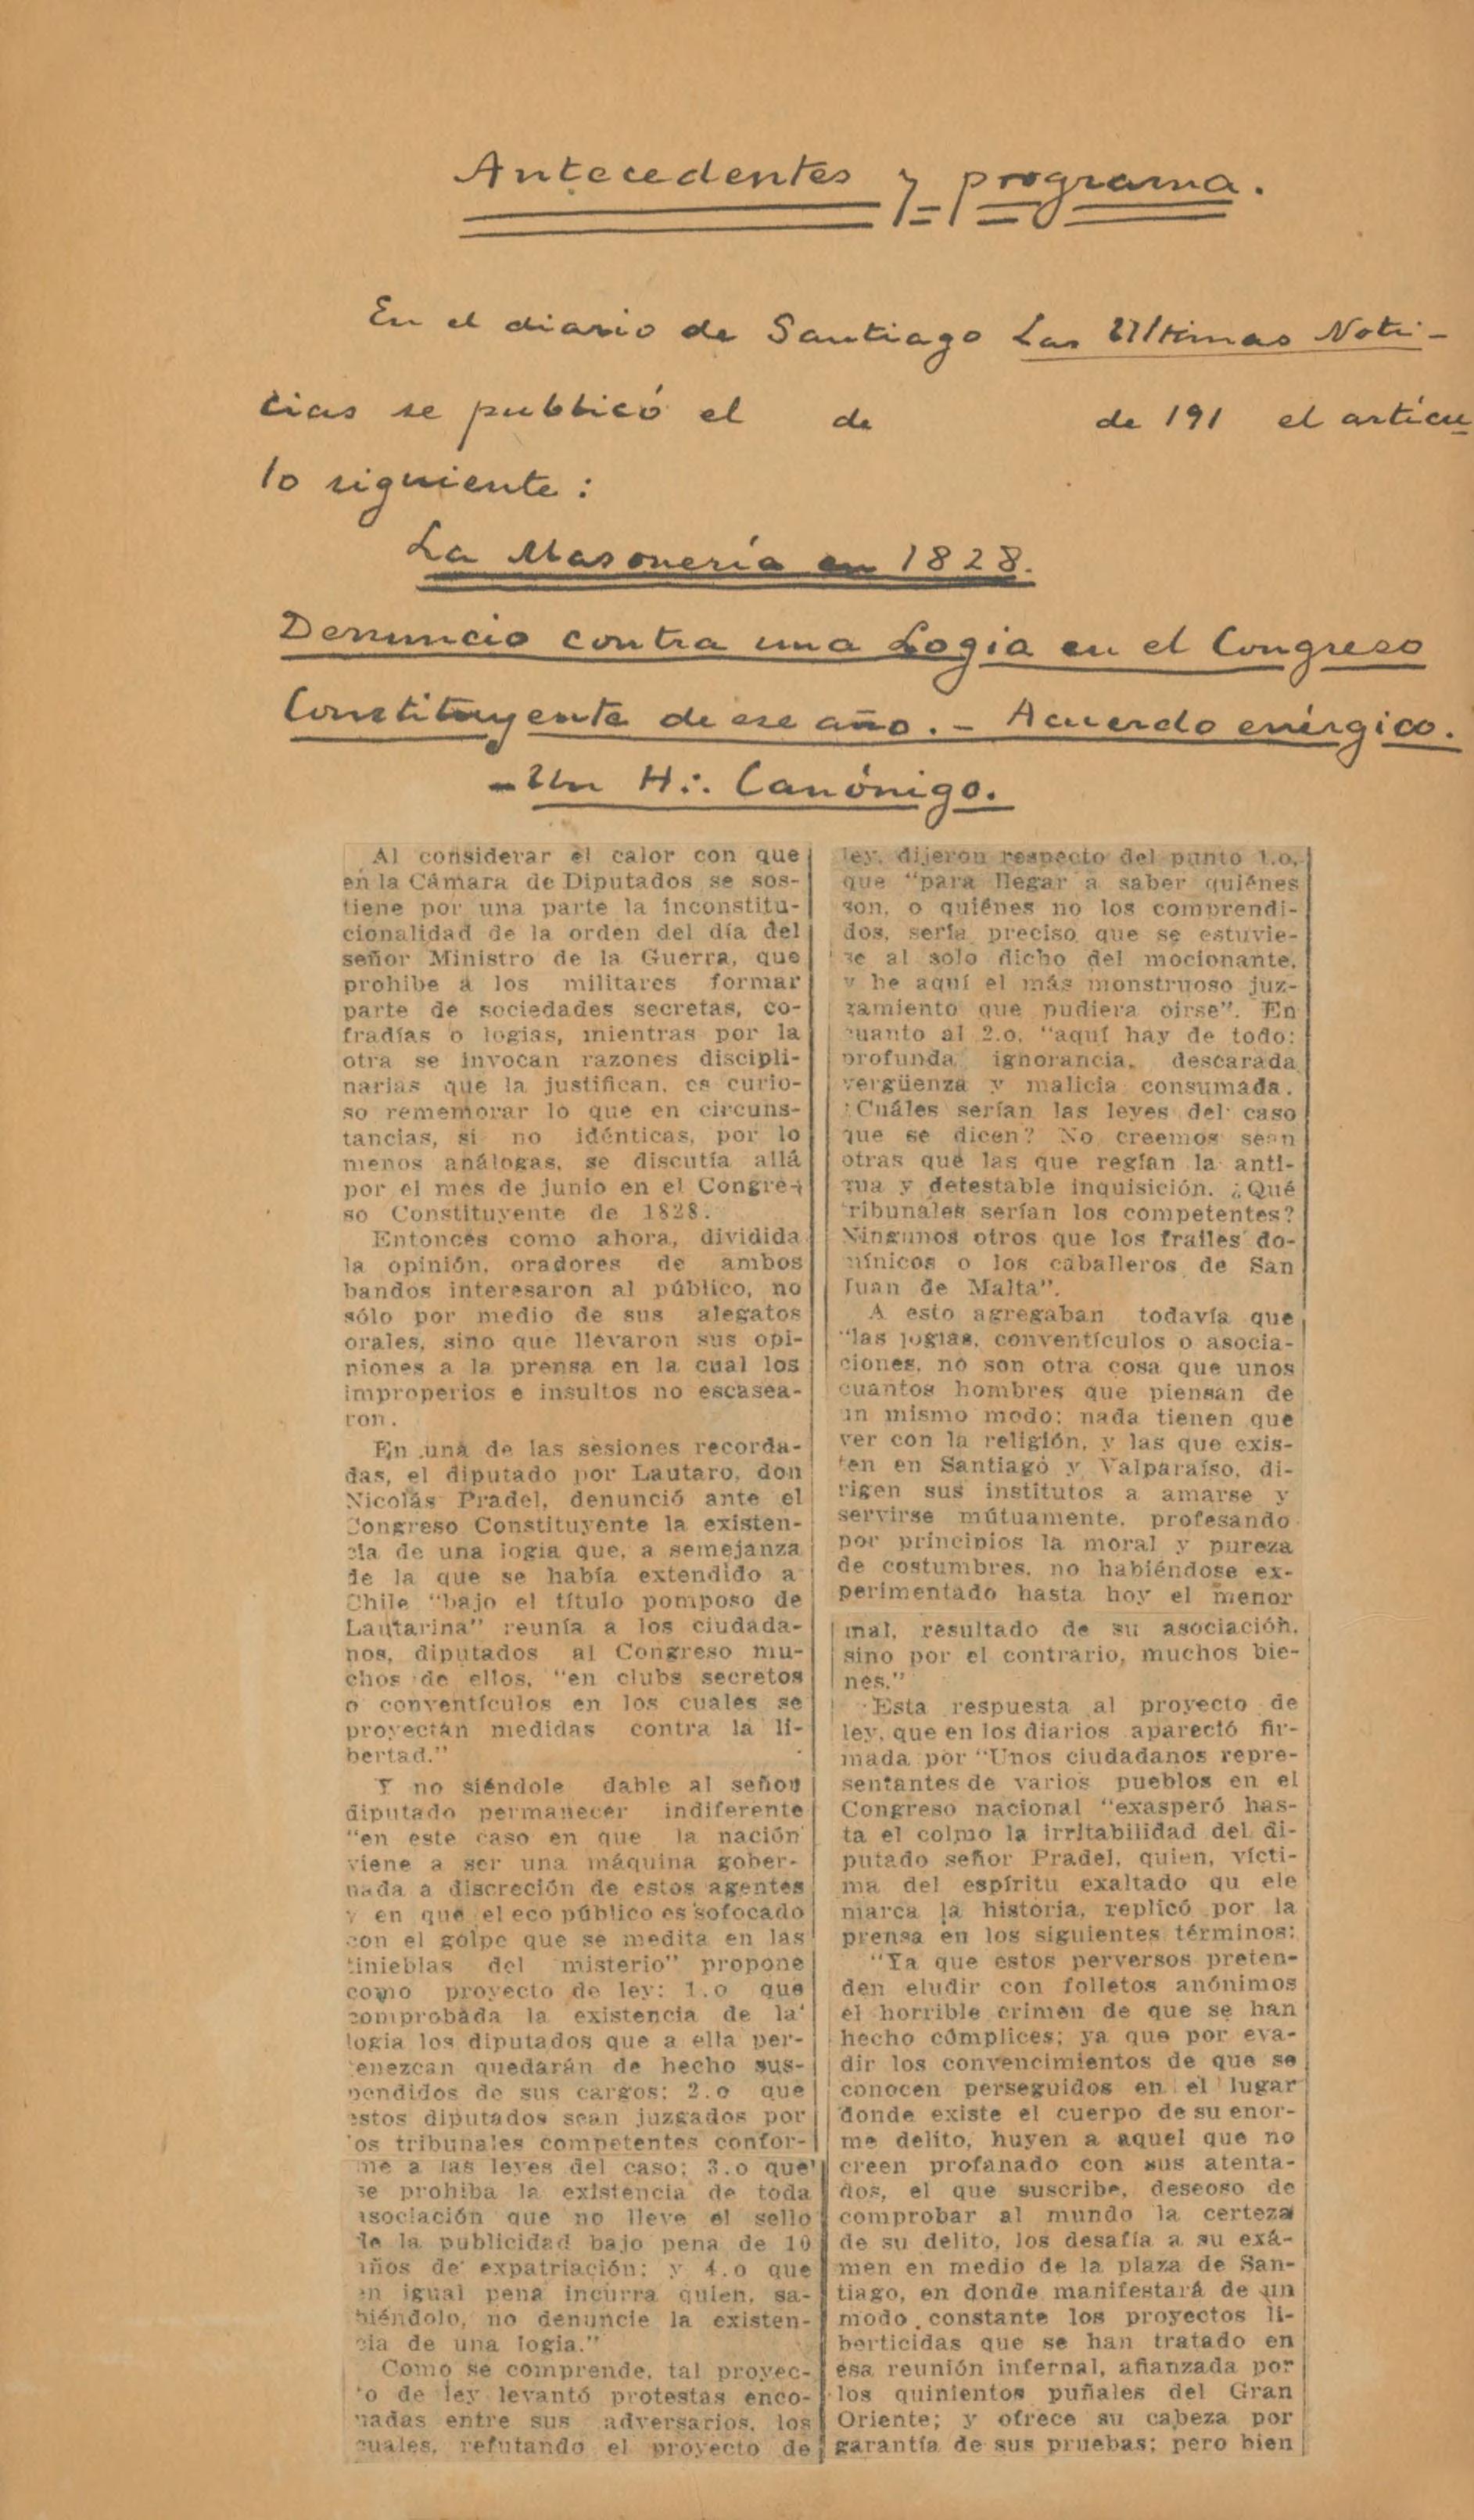 Antecedentes y programa.
En el diario de Santiago Las Ultimas Noti-
cias se publicó el de de 191 el artícu
lo siguiente:
La Masonería en 1828.
Denuncio contra una Logia en el Congreso
Constituyente de ese año. - Acuerdo enérgico.
- Un H∴ Canónigo.
Al considerar el calor con que
en la Cámara de Diputados se sos-
tiene por una parte la inconstitu-
cionalidad de la orden del día del
señor Ministro de la Guerra, que
prohibe a los militares formar
parte de sociedades secretas, co-
fradías o logias, mientras por la
otra se invocan razones discipli-
narias que la justifican, es curio-
so rememorar lo que en circuns-
tancias, si no idénticas, por lo
menos análogas, se discutía allá
por el mes de junio en el Congre-
so Constituyente de 1828.
Entonces como ahora, dividida
la opinión, oradores de ambos
bandos interesaron al público, no
sólo por medio de sus alegatos
orales, sino que llevaron sus opi-
niones a la prensa en la cual los
improperios e insultos no escasea-
ron.
En una de las sesiones recorda-
das, el diputado por Lautaro, don
Nicolás Pradel, denunció ante el
Congreso Constituyente la existen-
cia de una logia que, a semejanza
de la que se había extendido a
Chile "bajo el título pomposo de
Lautarina" reunía a los ciudada-
nos, diputados al Congreso mu-
chos de ellos, "en clubs secretos
o conventículos en los cuales se
proyectan medidas contra la li-
bertad."
Y no siéndole dable al señor
diputado permanecer indiferente
"en este caso en que la nación
viene a ser una máquina gober-
nada a discreción de estos agentes
y en que el eco público es sofocado
con el golpe que se medita en las
tinieblas del misterio" propone
como proyecto de ley: 1.o que
comprobada la existencia de la
logia los diputados que a ella per-
tenezcan quedarán de hecho sus-
pendidos de sus cargos; 2.o que
estos diputados sean juzgados por
los tribunales competentes confor-
me a las leyes del caso; 3.o que
se prohiba la existencia de toda
asociación que no lleve el sello
de la publicidad bajo pena de 10
años de expatriación; y 4.o que
en igual pena incurra quien, sa-
biéndolo, no denuncie la existen-
cia de una logia."
Como se comprende, tal proyec-
to de ley levantó protestas enco-
nadas entre sus adversarios, los
cuales, refutando el proyecto de
ley, dijeron respecto del punto 1.o,
que "para llegar a saber quiénes
son, o quiénes no los comprendi-
dos, sería preciso que se estuvie-
se al solo dicho del mocionante,
y he aquí el más monstruoso juz-
gamiento que pudiera oirse". En
cuanto al 2.o, "aquí hay de todo:
profunda ignorancia, descarada
vergüenza y malicia consumada.
¿Cuáles serían las leyes del caso
que se dicen? No creemos sean
otras que las que regían la anti-
gua y detestable inquisición. ¿Qué
tribunales serían los competentes?
Ningunos otros que los frailes do-
mínicos o los caballeros de San
Juan de Malta".
A esto agregaban todavía que
"las logias, conventículos o asocia-
ciones, no son otra cosa que unos
cuantos hombres que piensan de
un mismo modo; nada tienen que
ver con la religión, y las que exis-
ten en Santiago y Valparaíso, di-
rigen sus institutos a amarse y
servirse mútuamente, profesando
por principios la moral y pureza
de costumbres, no habiéndose ex-
perimentado hasta hoy el menor
mal, resultado de su asociación,
sino por el contrario, muchos bie-
nes."
Esta respuesta al proyecto de
ley, que en los diarios apareció fir-
mada por "Unos ciudadanos repre-
sentantes de varios pueblos en el
Congreso nacional "exasperó has-
ta el colmo la irritabilidad del di-
putado señor Pradel, quien, vícti-
ma del espíritu exaltado qu ele
marca la historia, replicó por la
prensa en los siguientes términos:
"Ya que estos perversos preten-
den eludir con folletos anónimos
el horrible crimen de que se han
hecho cómplices; ya que por eva-
dir los convencimientos de que se
conocen perseguidos en el lugar
donde existe el cuerpo de su enor-
me delito, huyen a aquel que no
creen profanado con sus atenta-
dos, el que suscribe, deseoso de
comprobar al mundo la certeza
de su delito, los desafía a su exá-
men en medio de la plaza de San-
tiago, en donde manifestará de un
modo constante los proyectos li-
berticidas que se han tratado en
esa reunión infernal, afianzada por
los quinientos puñales del Gran
Oriente; y ofrece su cabeza por
garantía de sus pruebas; pero bien